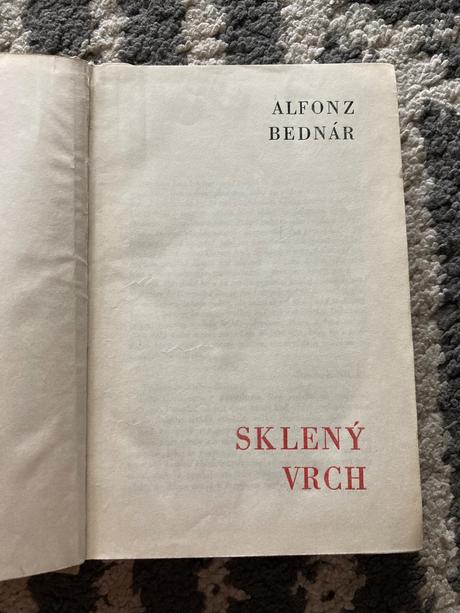 ALFONZ
BEDNÁR
SKLENÝ
VRCH